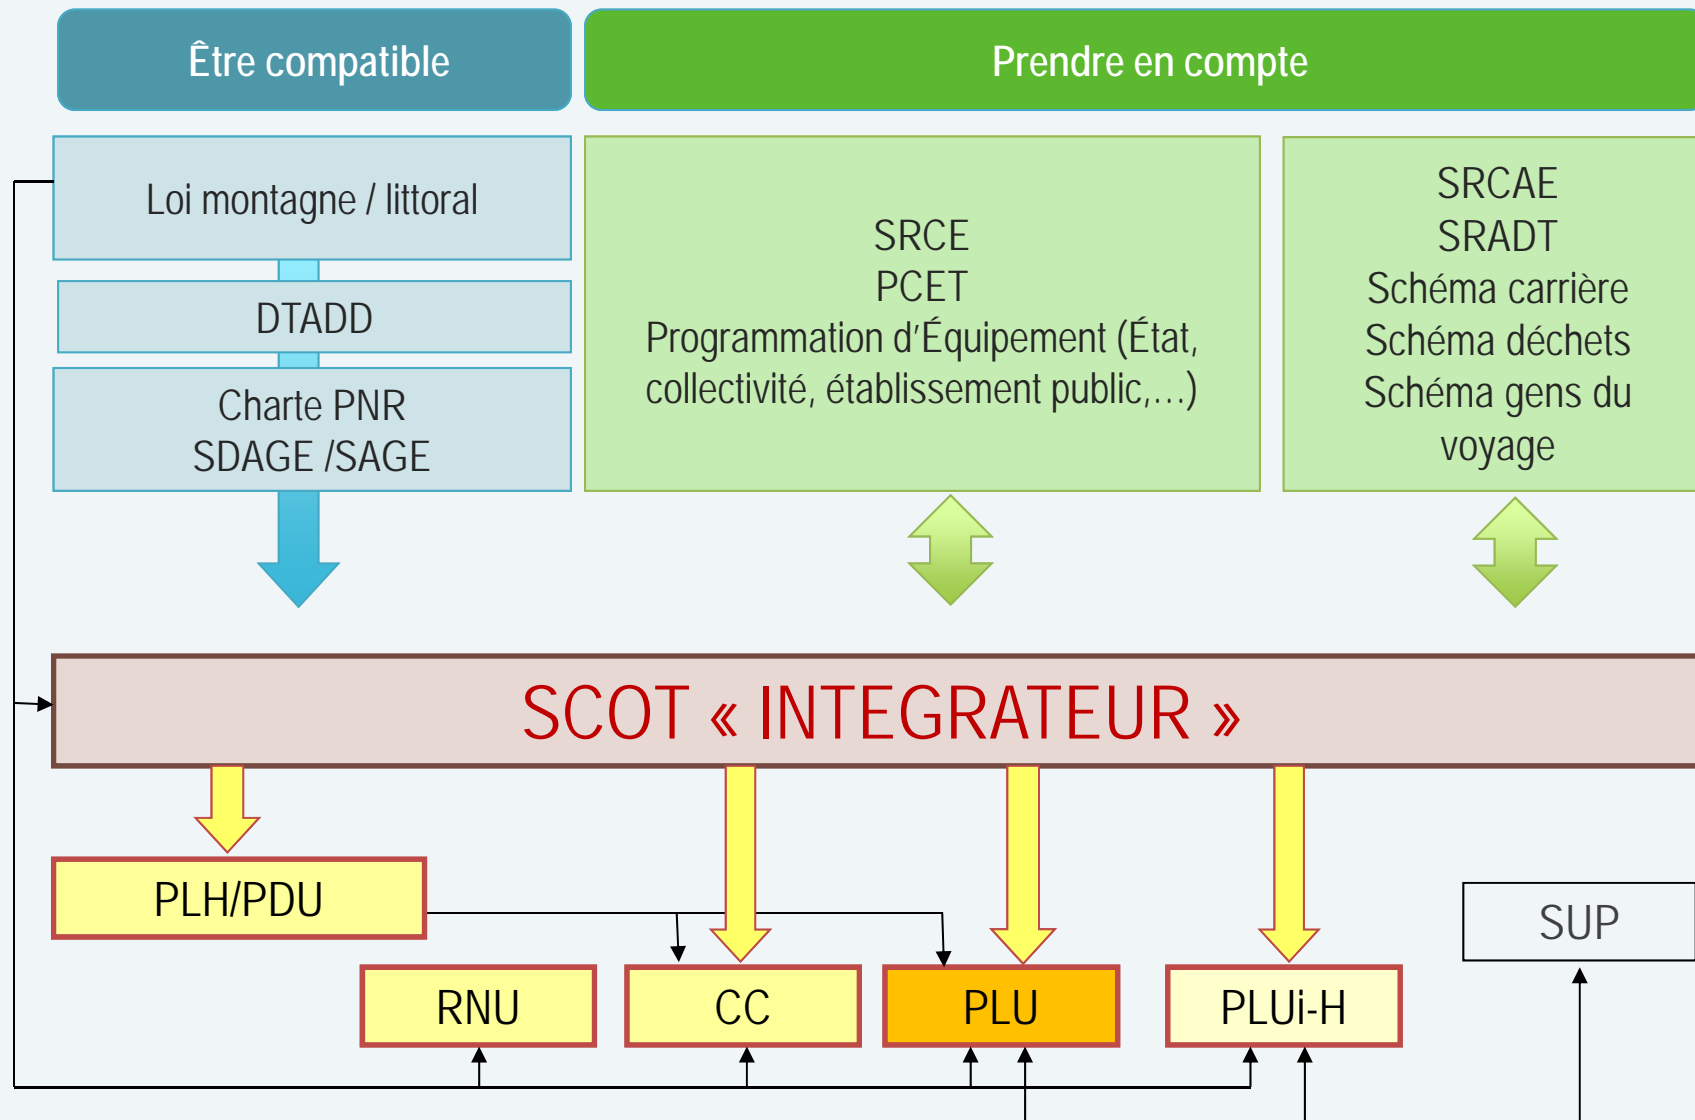 Être compatible
Prendre en compte
Loi montagne / littoral
DTADD
Charte PNR
SDAGE /SAGE
SRCE
PCET
Programmation d’Équipement (État,
collectivité, établissement public,…)
SRCAE
SRADT
Schéma carrière
Schéma déchets
Schéma gens du
voyage
SCOT « INTEGRATEUR »
PLH/PDU
SUP
RNU
CC
PLU
PLUi-H